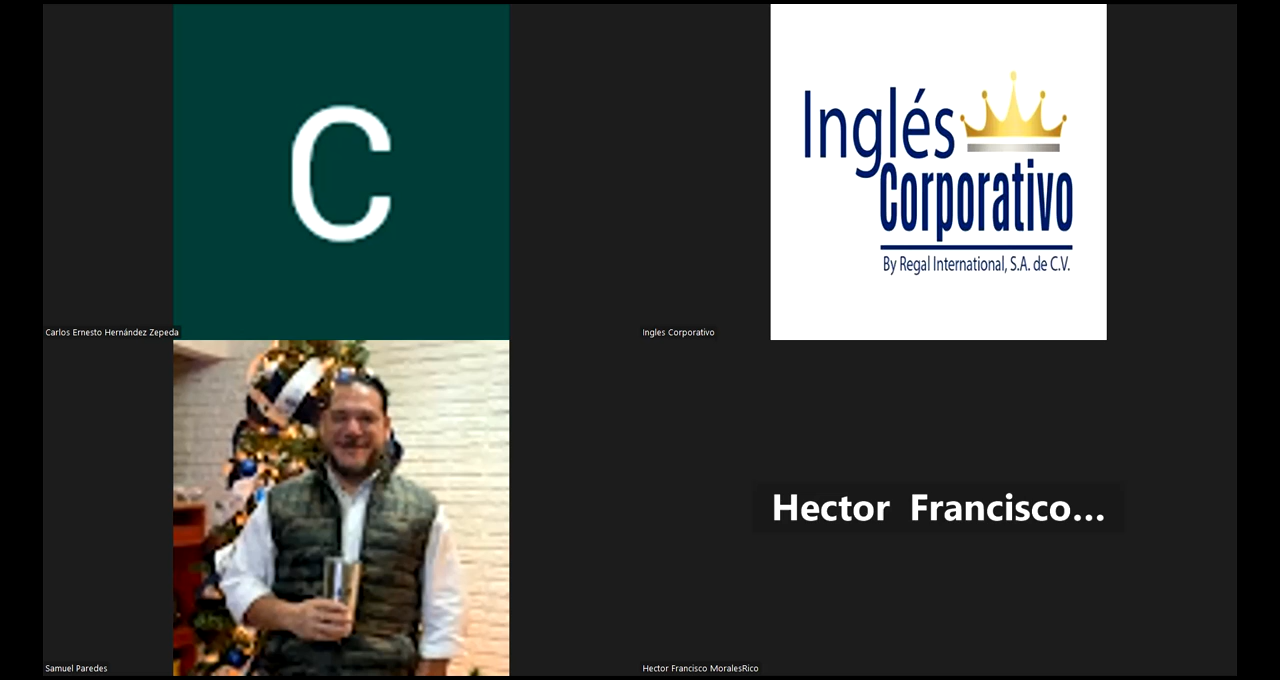 C
Carlos Ernesto Hernández Zepeda
Inglés
Corporativo
By Regal International, S.A. de C.V.
Ingles Corporativo
Samuel Paredes
Hector Francisco...
Hector Francisco MoralesRico